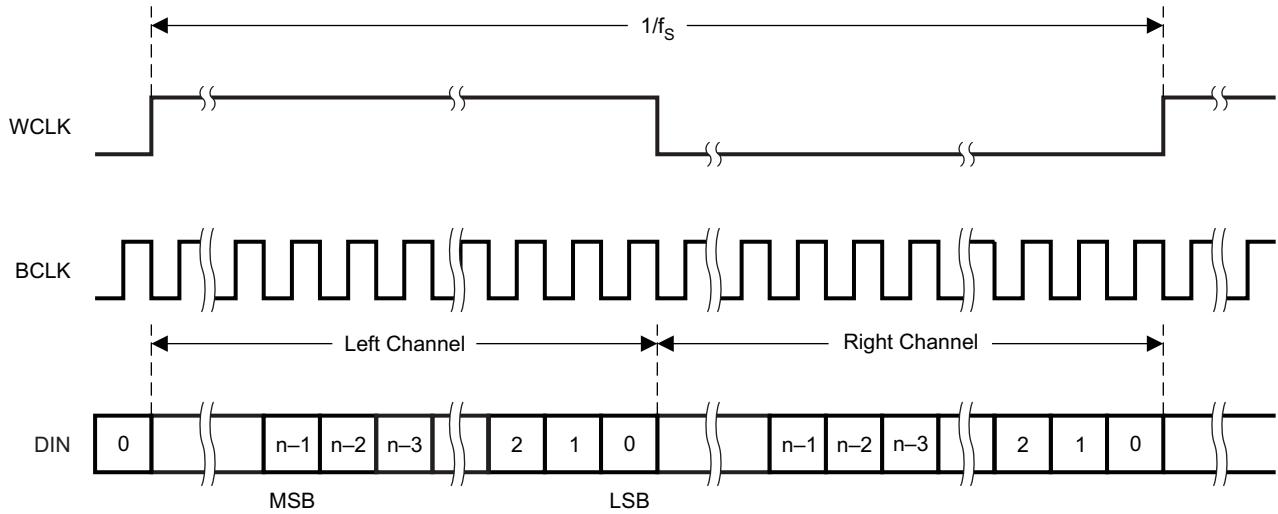 1/fS
WCLK
BCLK
Left Channel Right Channel
DIN 0 n–1 n–2 n–3 2 1 0 n–1 n–2 n–3 2 1 0
MSB LSB